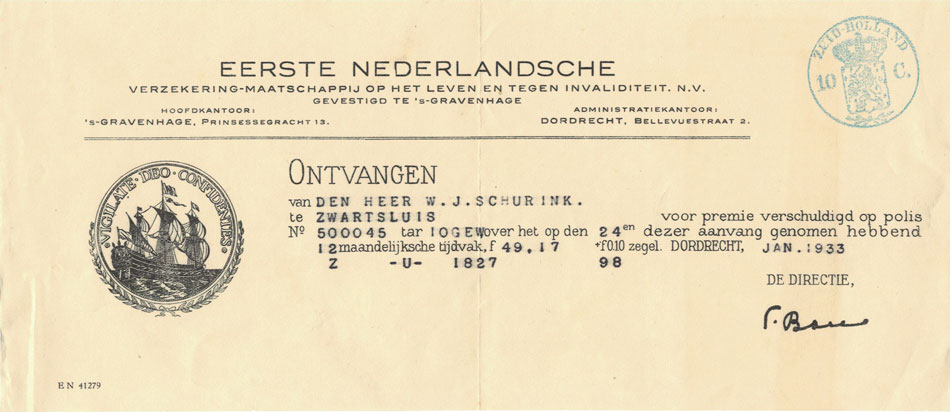 ZUID-HOLLAND
10 C.
EERSTE NEDERLANDSCHE
VERZEKERING-MAATSCHAPPIJ OP HET LEVEN EN TEGEN INVALIDITEIT. N.V.
GEVESTIGD TE 's-GRAVENHAGE
HOOFDKANTOOR:
's-GRAVENHAGE, PRINSESSEGRACHT 13.
ADMINISTRATIEKANTOOR:
DORDRECHT, BELLEVUESTRAAT 2.
VIGILATE · DEO · CONFIDENTES
ONTVANGEN
van DEN HEER W.J.SCHURINK.
te ZWARTSLUIS voor premie verschuldigd op polis
No 500045 tar 10GEW over het op den 24en dezer aanvang genomen hebbend
12 maandelijksche tijdvak, f 49.17 +f0.10 zegel. DORDRECHT, JAN.1933
Z -U- 1827 98
DE DIRECTIE,
EN 41279